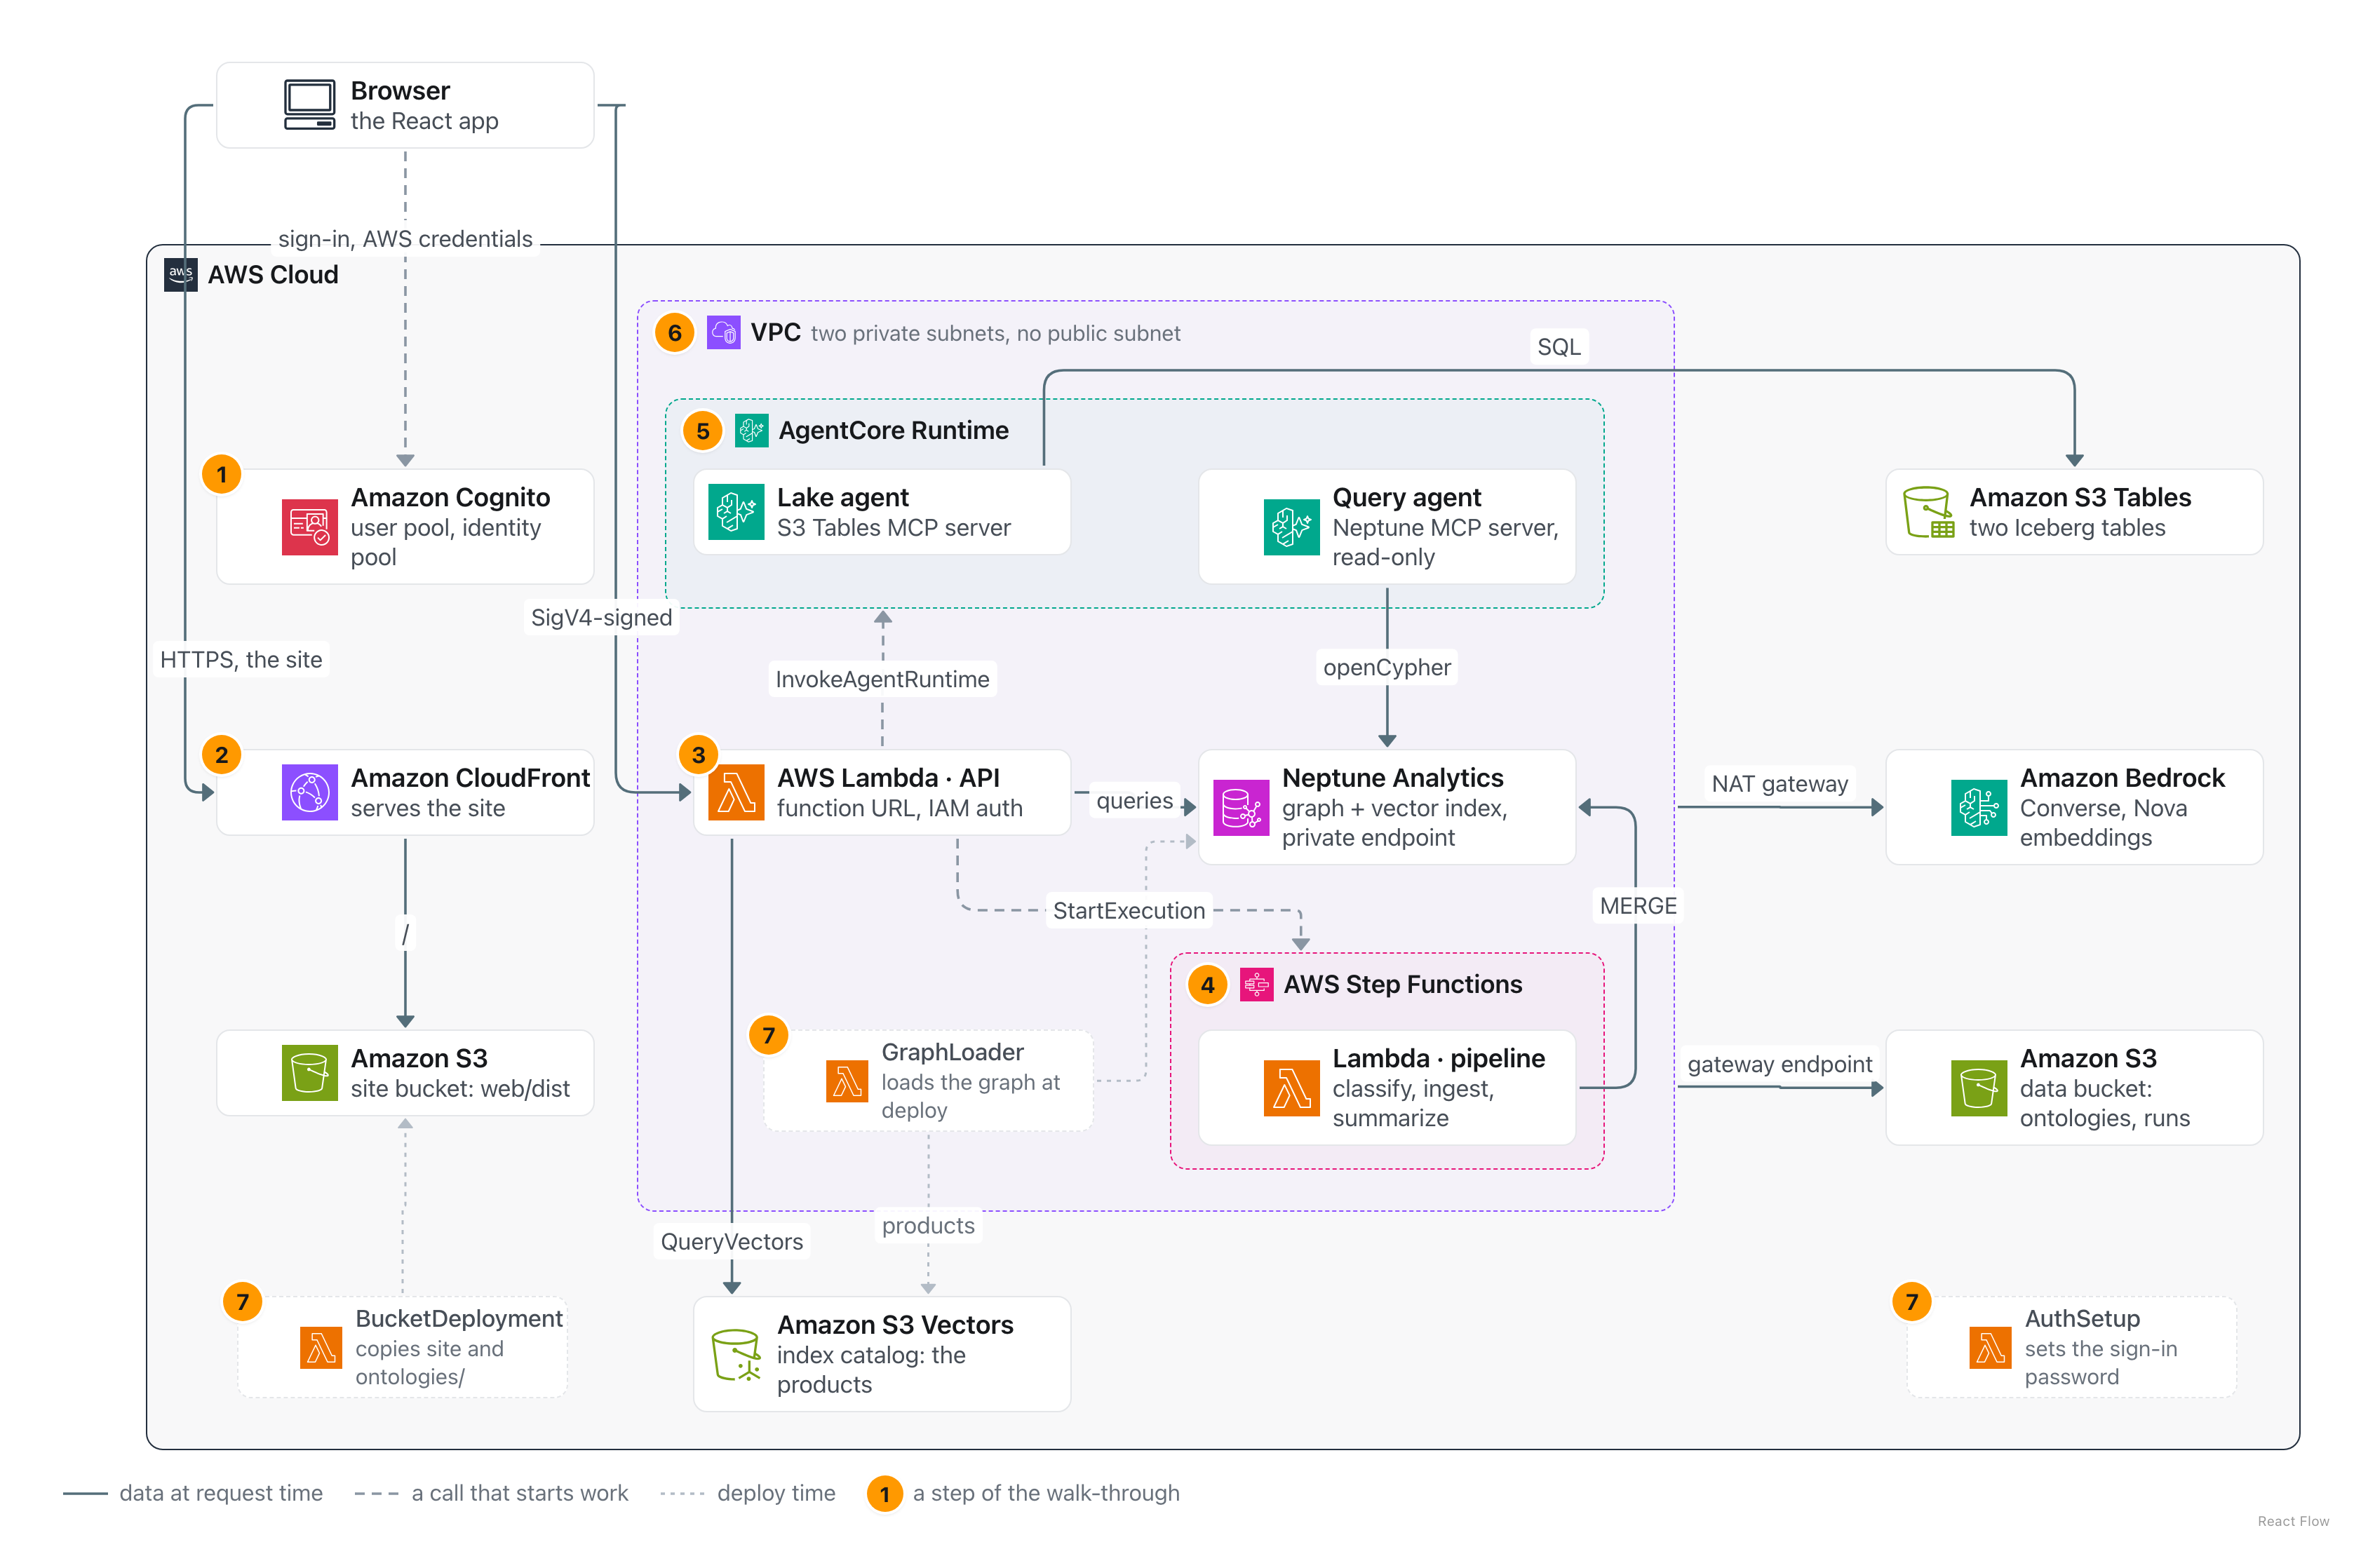 Browser
the React app
sign-in, AWS credentials
aws
AWS Cloud
6
VPC two private subnets, no public subnet
SQL
5
AgentCore Runtime
1
Amazon Cognito
user pool, identity
pool
Lake agent
S3 Tables MCP server
Query agent
Neptune MCP server,
read-only
Amazon S3 Tables
two Iceberg tables
SigV4-signed
HTTPS, the site
InvokeAgentRuntime
openCypher
2
Amazon CloudFront
serves the site
3
AWS Lambda · API
function URL, IAM auth
queries
Neptune Analytics
graph + vector index,
private endpoint
NAT gateway
Amazon Bedrock
Converse, Nova
embeddings
/
StartExecution
MERGE
4
AWS Step Functions
Amazon S3
site bucket: web/dist
7
GraphLoader
loads the graph at
deploy
Lambda · pipeline
classify, ingest,
summarize
gateway endpoint
Amazon S3
data bucket:
ontologies, runs
QueryVectors
products
7
BucketDeployment
copies site and
ontologies/
Amazon S3 Vectors
index catalog: the
products
7
AuthSetup
sets the sign-in
password
data at request time
a call that starts work
deploy time
1
a step of the walk-through
React Flow